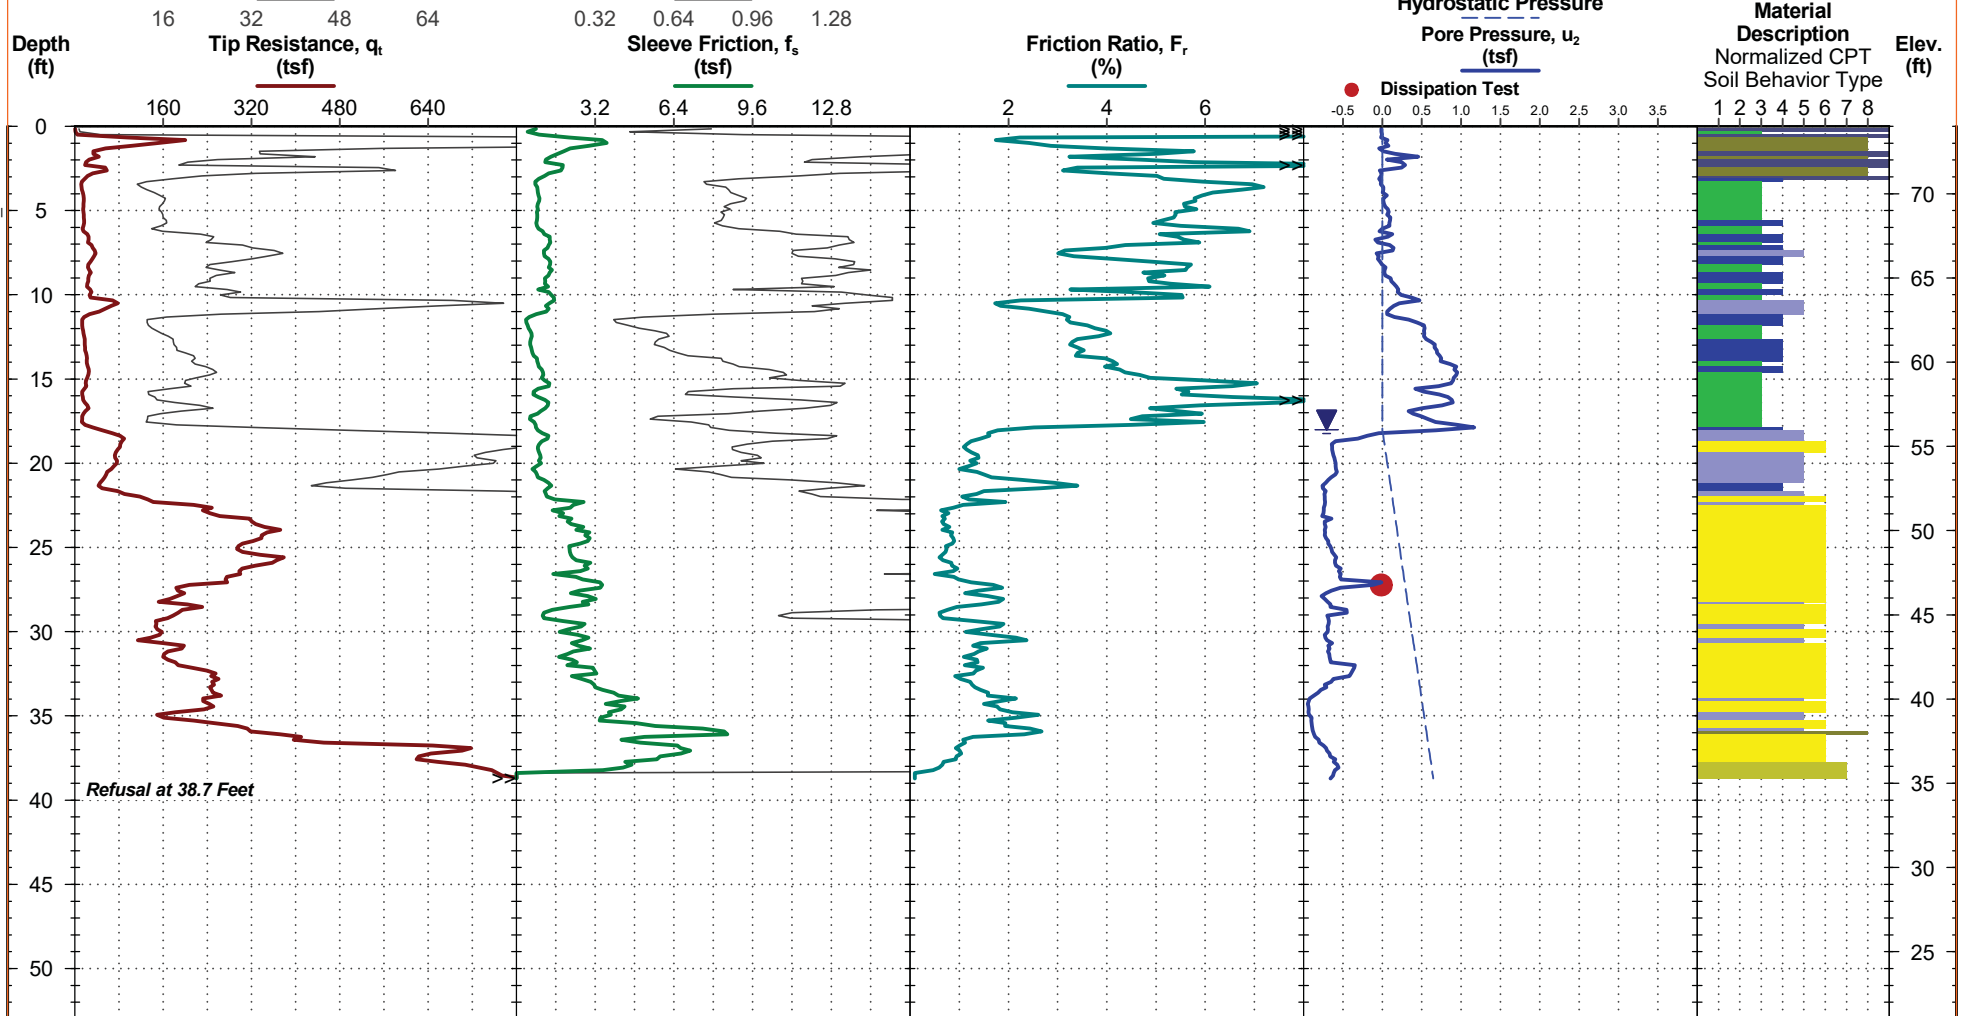 16 32 48 64
0.32 0.64 0.96 1.28
Hydrostatic Pressure
Depth
(ft)
Tip Resistance, qt
(tsf)
160 320 480 640
Sleeve Friction, fs
(tsf)
3.2 6.4 9.6 12.8
Friction Ratio, Fr
(%)
2 4 6
Pore Pressure, u2
(tsf)
Dissipation Test
-0.5 0.0 0.5 1.0 1.5 2.0 2.5 3.0 3.5
Material
Description
Normalized CPT
Soil Behavior Type
1 2 3 4 5 6 7 8
Elev.
(ft)
0
5
10
15
20
25
30
35
40
45
50
>>
>>
>>
>>
>>
Refusal at 38.7 Feet
70
65
60
55
50
45
40
35
30
25